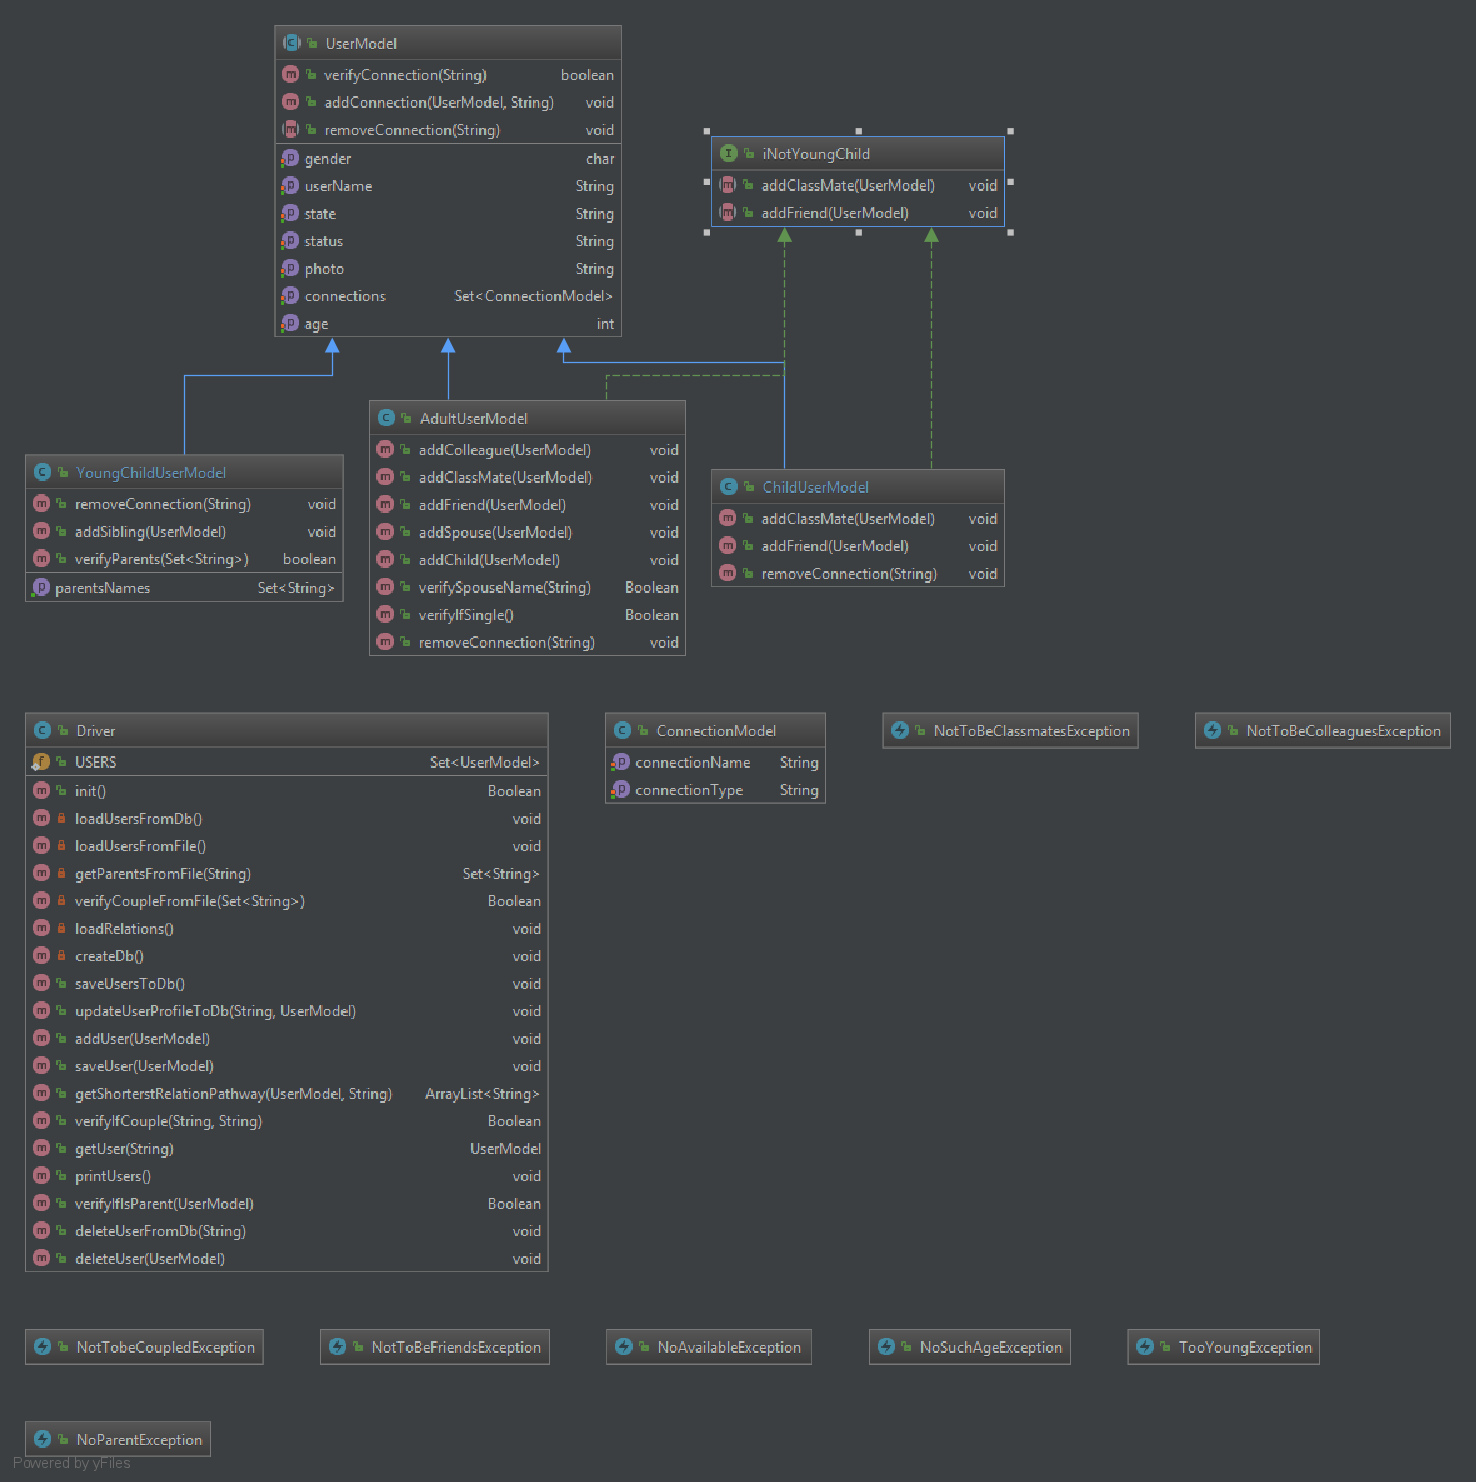 UserModel
verifyConnection(String) boolean
addConnection(UserModel, String) void
removeConnection(String) void
gender char
userName String
state String
status String
photo String
connections Set<ConnectionModel>
age int
iNotYoungChild
addClassMate(UserModel) void
addFriend(UserModel) void
YoungChildUserModel
removeConnection(String) void
addSibling(UserModel) void
verifyParents(Set<String>) boolean
parentsNames Set<String>
AdultUserModel
addColleague(UserModel) void
addClassMate(UserModel) void
addFriend(UserModel) void
addSpouse(UserModel) void
addChild(UserModel) void
verifySpouseName(String) Boolean
verifyIfSingle() Boolean
removeConnection(String) void
ChildUserModel
addClassMate(UserModel) void
addFriend(UserModel) void
removeConnection(String) void
Driver
USERS Set<UserModel>
init() Boolean
loadUsersFromDb() void
loadUsersFromFile() void
getParentsFromFile(String) Set<String>
verifyCoupleFromFile(Set<String>) Boolean
loadRelations() void
createDb() void
saveUsersToDb() void
updateUserProfileToDb(String, UserModel) void
addUser(UserModel) void
saveUser(UserModel) void
getShorterstRelationPathway(UserModel, String) ArrayList<String>
verifyIfCouple(String, String) Boolean
getUser(String) UserModel
printUsers() void
verifyIfIsParent(UserModel) Boolean
deleteUserFromDb(String) void
deleteUser(UserModel) void
ConnectionModel
connectionName String
connectionType String
NotToBeClassmatesException
NotToBeColleaguesException
NotTobeCoupledException
NotToBeFriendsException
NoAvailableException
NoSuchAgeException
TooYoungException
NoParentException
Powered by yFiles